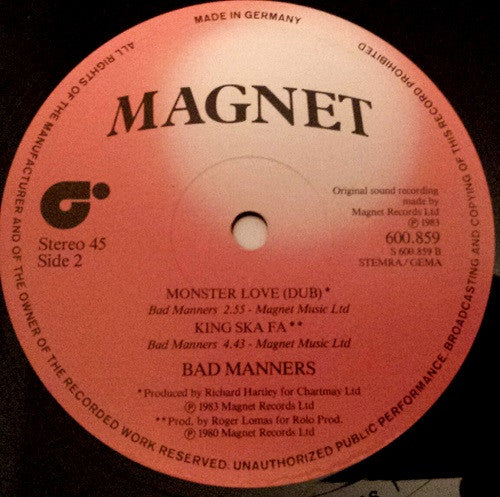 MADE IN GERMANY
ALL RIGHTS OF THE MANUFACTURER AND OF THE OWNER OF THE RECORDED WORK RESERVED. UNAUTHORIZED PUBLIC PERFORMANCE, BROADCASTING AND COPYING OF THIS RECORD PROHIBITED
MAGNET
Original sound recording
made by
Magnet Records Ltd
℗ 1983
600.859
S 600.859 B
STEMRA/GEMA
Stereo 45
Side 2
MONSTER LOVE (DUB)*
Bad Manners 2.55 - Magnet Music Ltd
KING SKA FA**
Bad Manners 4.43 - Magnet Music Ltd
BAD MANNERS
*Produced by Richard Hartley for Chartmay Ltd
℗ 1983 Magnet Records Ltd
**Prod. by Roger Lomas for Rolo Prod.
℗ 1980 Magnet Records Ltd